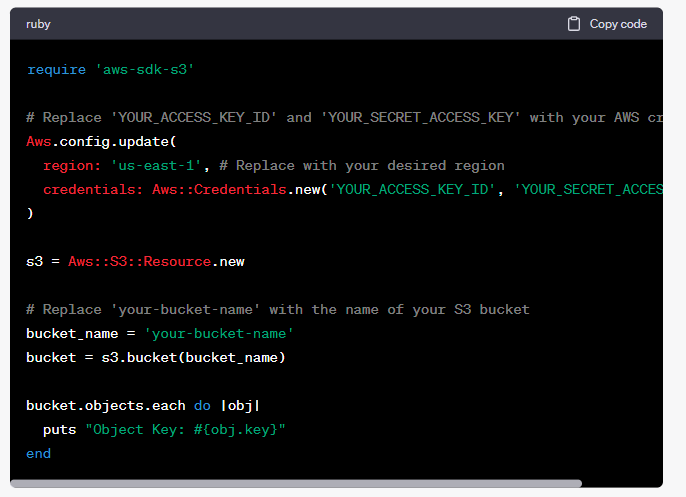 ruby
Copy code
require 'aws-sdk-s3'
# Replace 'YOUR_ACCESS_KEY_ID' and 'YOUR_SECRET_ACCESS_KEY' with your AWS cr
Aws.config.update(
region: 'us-east-1', # Replace with your desired region
credentials: Aws::Credentials.new('YOUR_ACCESS_KEY_ID', 'YOUR_SECRET_ACCES
)
s3 = Aws::S3::Resource.new
# Replace 'your-bucket-name' with the name of your S3 bucket
bucket_name = 'your-bucket-name'
bucket = s3.bucket(bucket_name)
bucket.objects.each do |obj|
puts "Object Key: #{obj.key}"
end